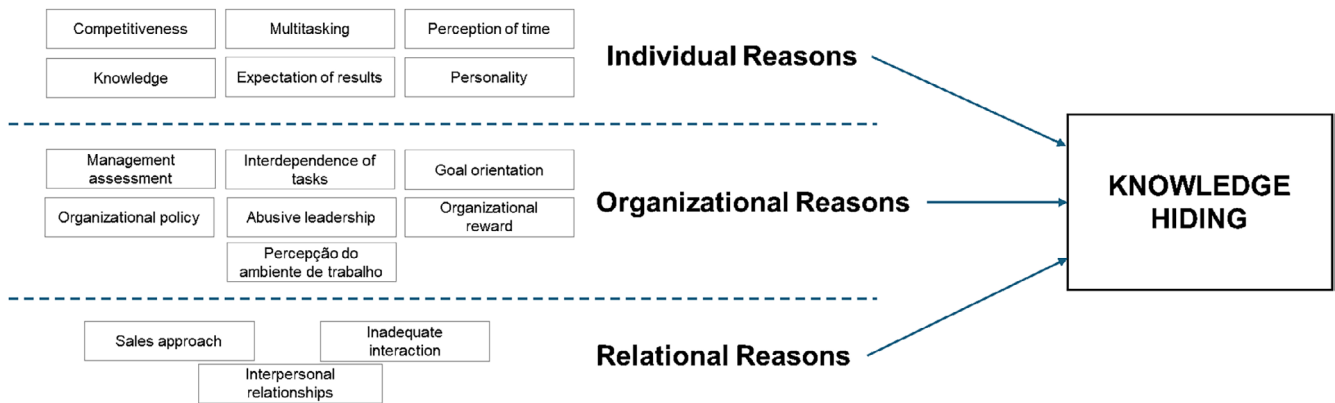 Competitiveness
Multitasking
Perception of time
Knowledge
Expectation of results
Personality
Individual Reasons
Management
assessment
Interdependence of
tasks
Goal orientation
Organizational policy
Abusive leadership
Organizational
reward
Percepção do
ambiente de trabalho
Organizational Reasons
Sales approach
Inadequate
interaction
Interpersonal
relationships
Relational Reasons
KNOWLEDGE
HIDING